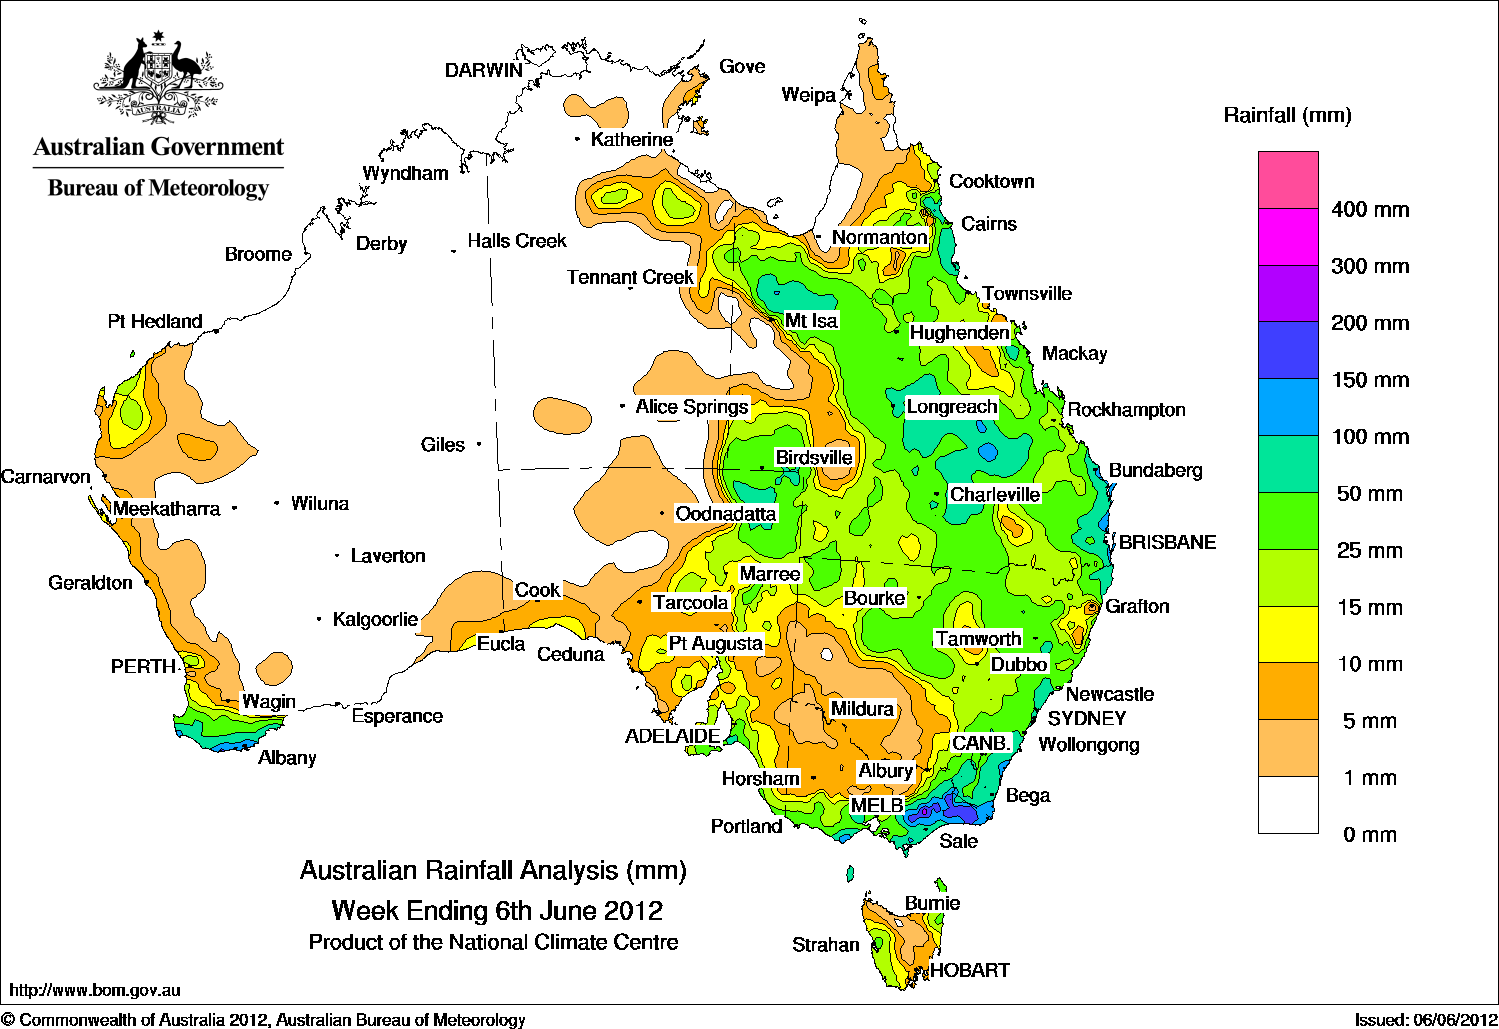 AUSTRALIA
Australian Government
Bureau of Meteorology
DARWIN
Gove
Weipa
Katherine
Wyndham
Cooktown
Cairns
Normanton
Derby
Halls Creek
Broome
Tennant Creek
Townsville
Pt Hedland
Mt Isa
Hughenden
Mackay
Alice Springs
Longreach
Rockhampton
Giles
Birdsville
Carnarvon
Bundaberg
Meekatharra
Wiluna
Oodnadatta
Charleville
Laverton
BRISBANE
Geraldton
Cook
Marree
Tarcoola
Bourke
Grafton
Kalgoorlie
Eucla
Ceduna
Pt Augusta
Tamworth
PERTH
Dubbo
Wagin
Esperance
Mildura
Newcastle
SYDNEY
ADELAIDE
CANB.
Wollongong
Albany
Horsham
Albury
MELB
Bega
Portland
Sale
Burnie
Strahan
HOBART
Rainfall (mm)
400 mm
300 mm
200 mm
150 mm
100 mm
50 mm
25 mm
15 mm
10 mm
5 mm
1 mm
0 mm
Australian Rainfall Analysis (mm)
Week Ending 6th June 2012
Product of the National Climate Centre
http://www.bom.gov.au
© Commonwealth of Australia 2012, Australian Bureau of Meteorology
Issued: 06/06/2012